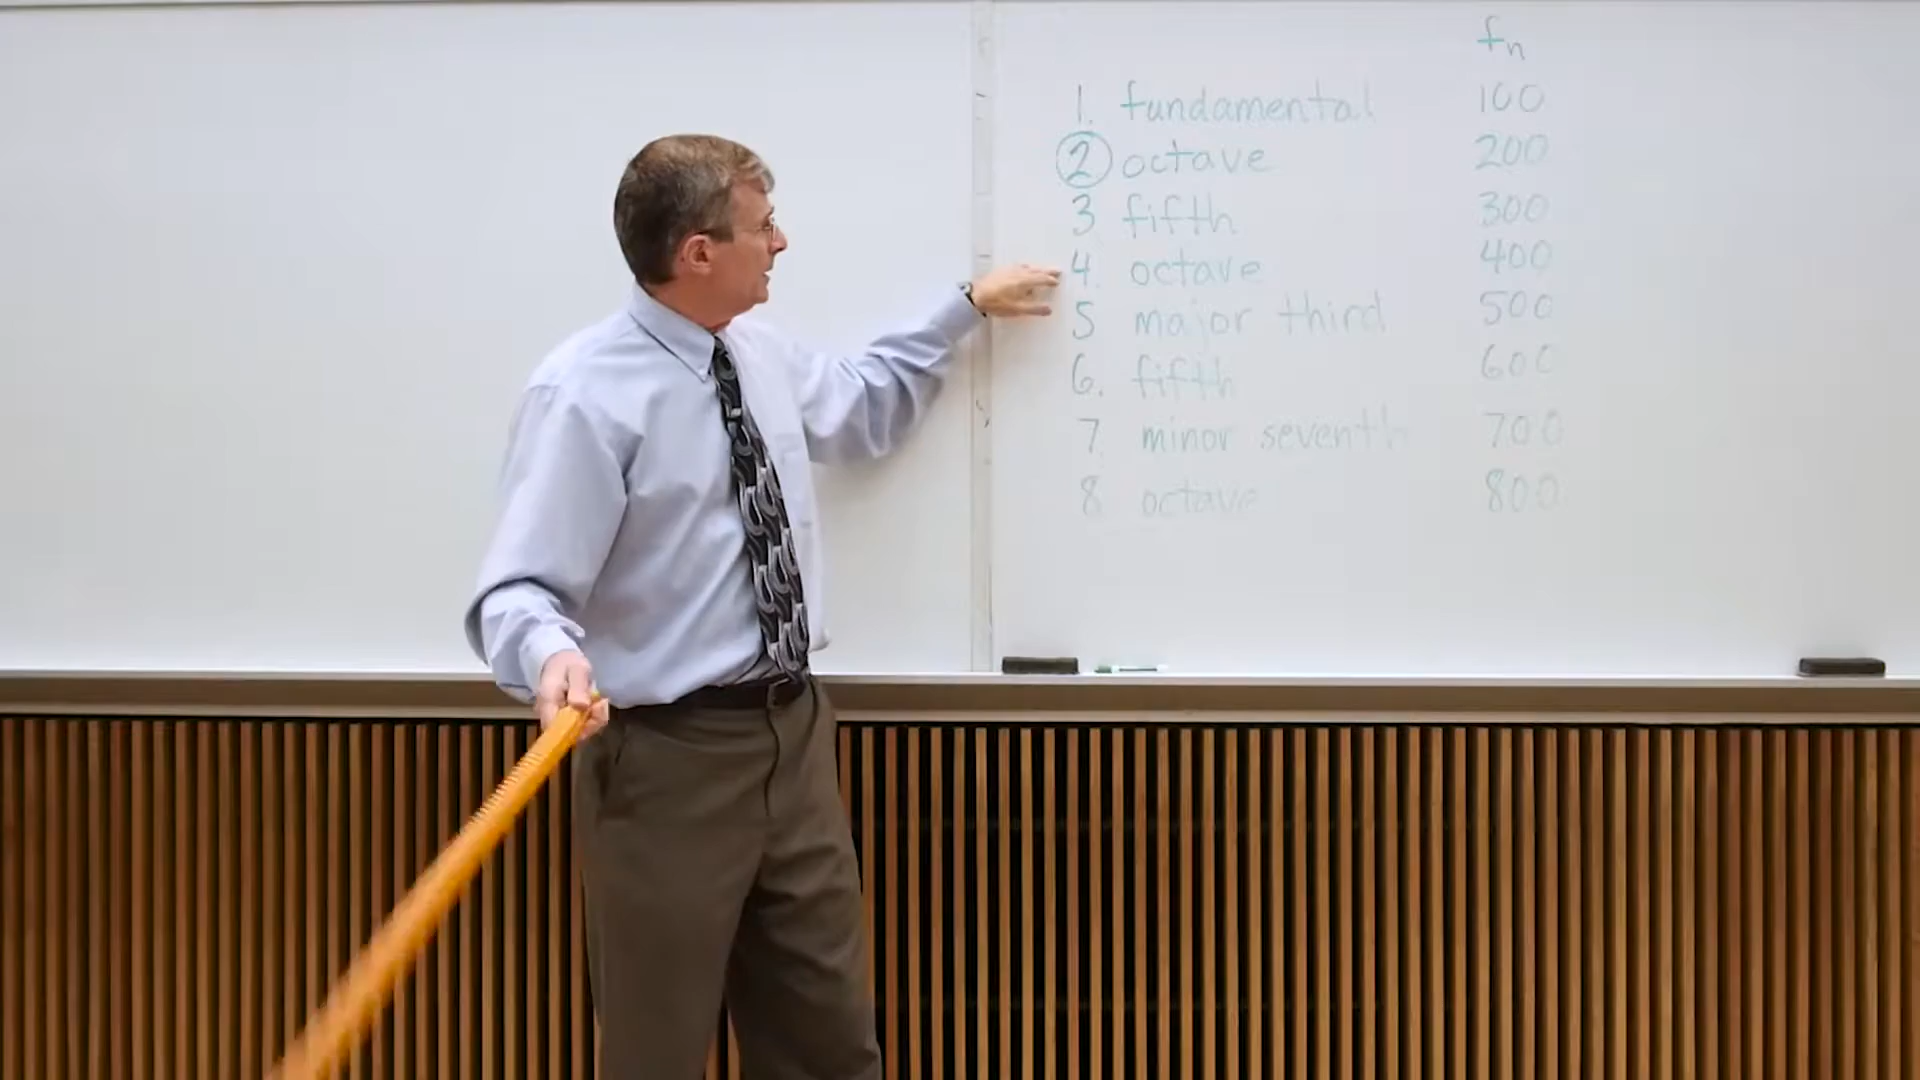 fn
1. fundamental 100
2 octave 200
3 fifth 300
4. octave 400
5 major third 500
6. fifth 600
7 minor seventh 700
8 octave 800